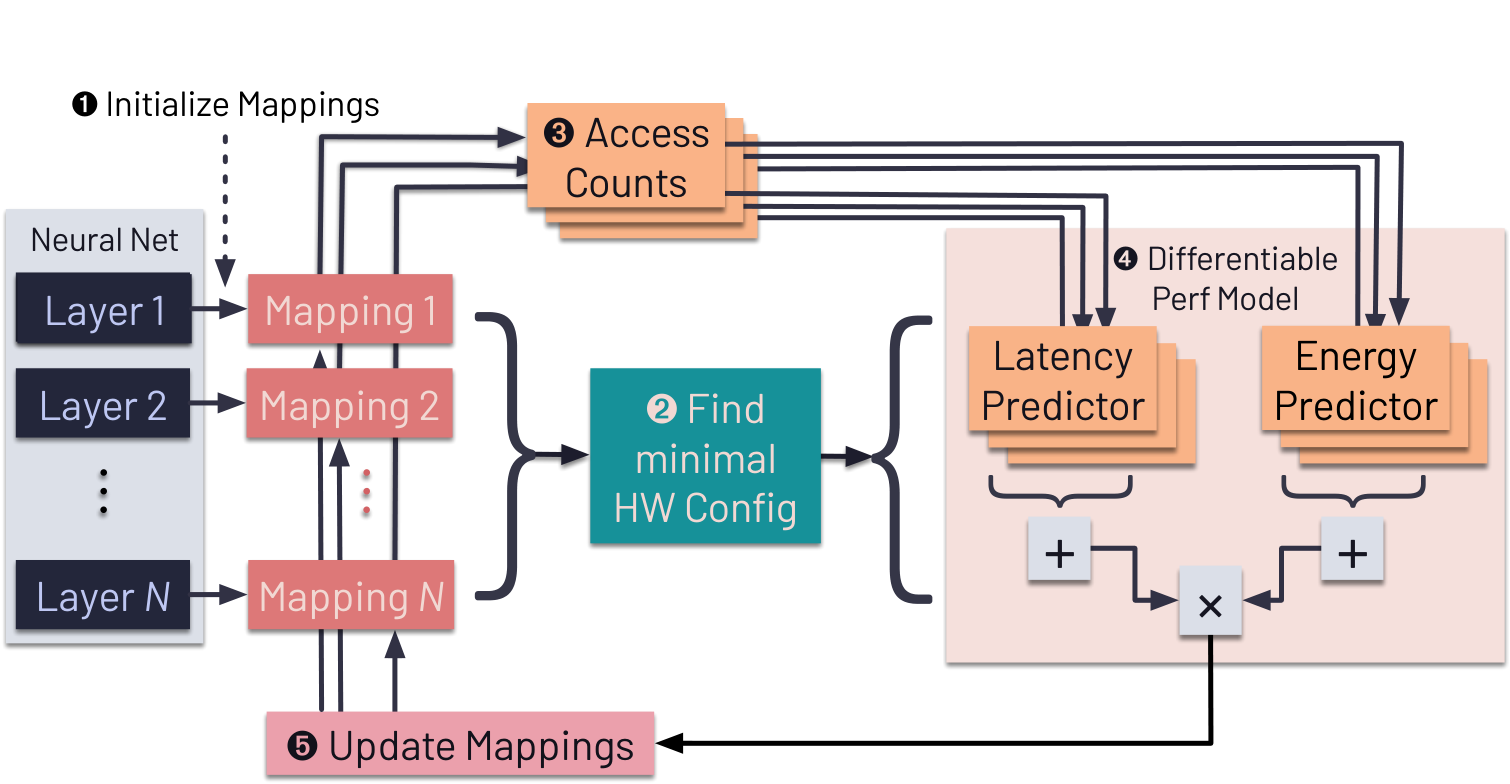 ❶ Initialize Mappings
❸ Access
Counts
Neural Net
Layer 1
Mapping 1
Layer 2
Mapping 2
Layer N
Mapping N
❷ Find
minimal
HW Config
❹ Differentiable
Perf Model
Latency
Predictor
Energy
Predictor
+
+
×
❺ Update Mappings